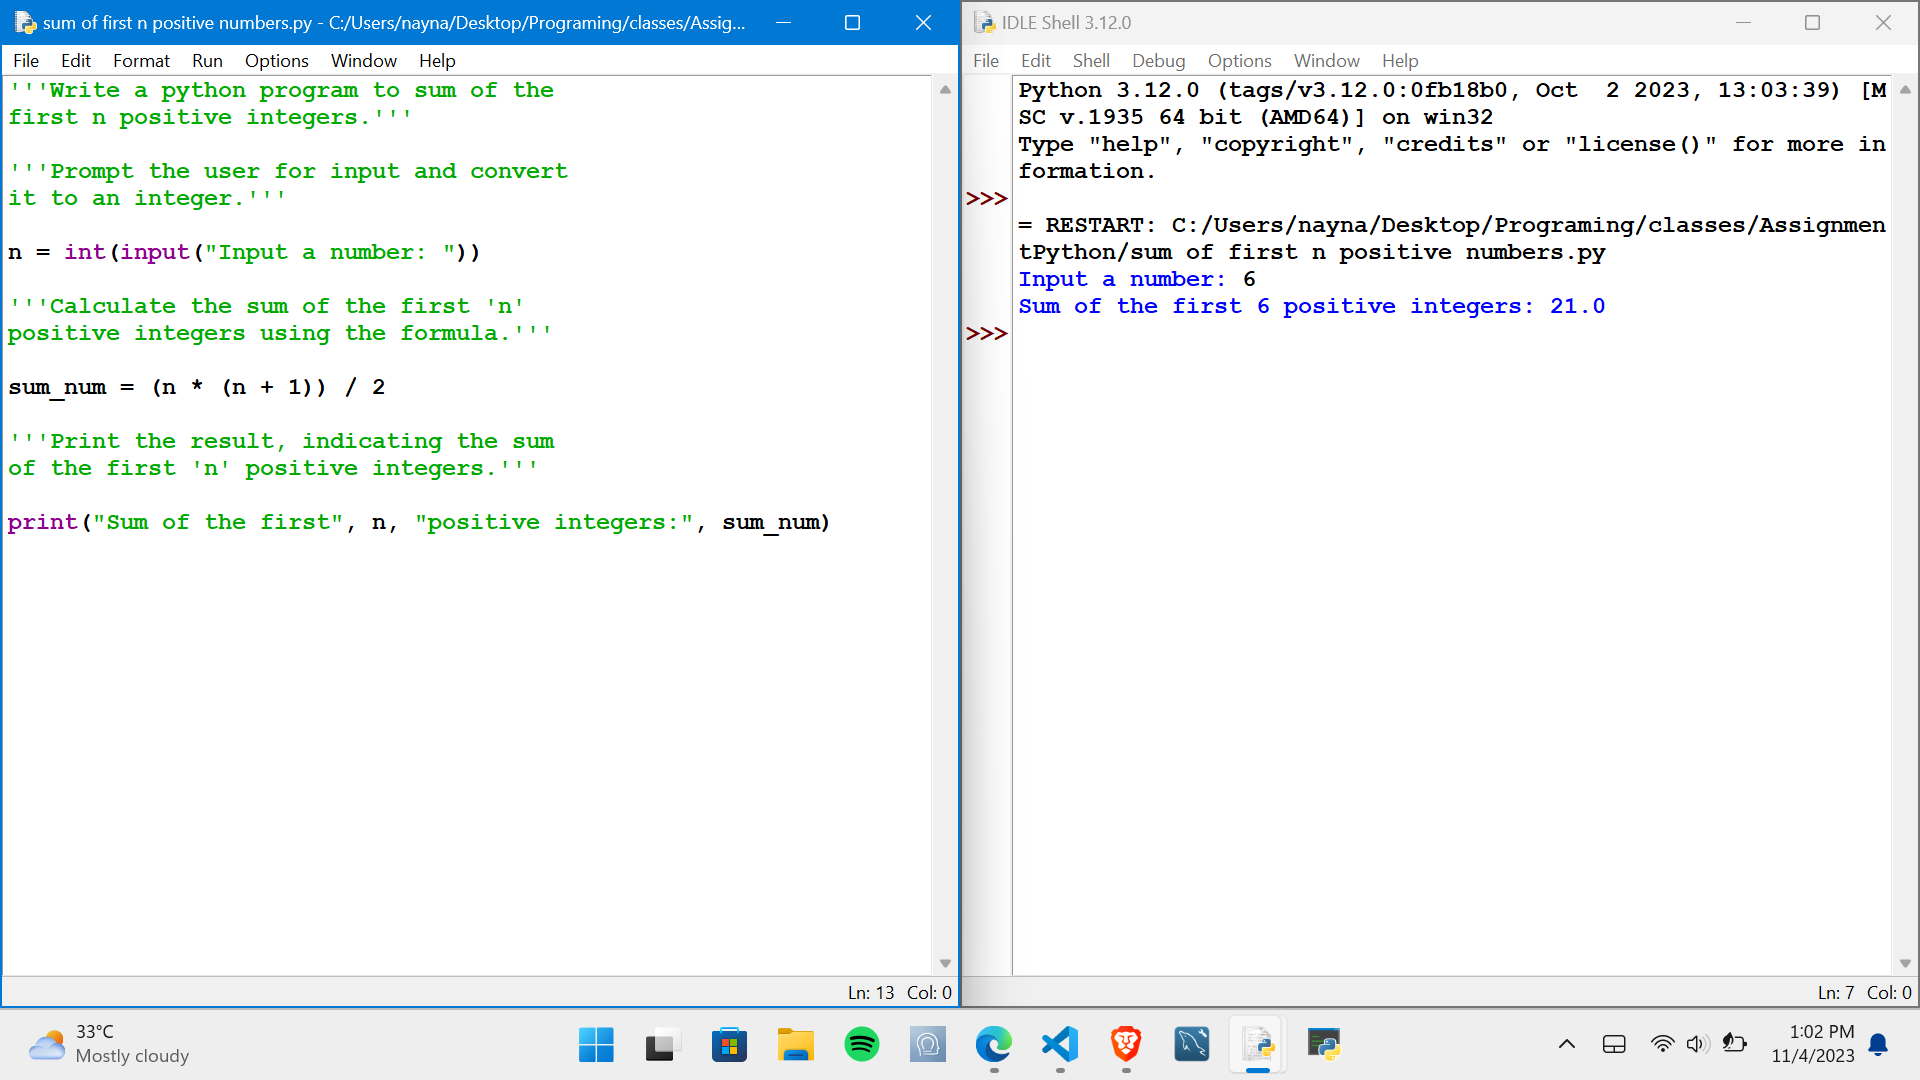 sum of first n positive numbers.py - C:/Users/nayna/Desktop/Programing/classes/Assig...
File Edit Format Run Options Window Help
'''Write a python program to sum of the
first n positive integers.'''
'''Prompt the user for input and convert
it to an integer.'''
n = int(input("Input a number: "))
'''Calculate the sum of the first 'n'
positive integers using the formula.'''
sum_num = (n * (n + 1)) / 2
'''Print the result, indicating the sum
of the first 'n' positive integers.'''
print("Sum of the first", n, "positive integers:", sum_num)
Ln: 13 Col: 0
IDLE Shell 3.12.0
File Edit Shell Debug Options Window Help
Python 3.12.0 (tags/v3.12.0:0fb18b0, Oct  2 2023, 13:03:39) [M
SC v.1935 64 bit (AMD64)] on win32
Type "help", "copyright", "credits" or "license()" for more in
formation.
>>>
= RESTART: C:/Users/nayna/Desktop/Programing/classes/Assignmen
tPython/sum of first n positive numbers.py
Input a number: 6
Sum of the first 6 positive integers: 21.0
>>>
Ln: 7 Col: 0
33°C
Mostly cloudy
1:02 PM
11/4/2023